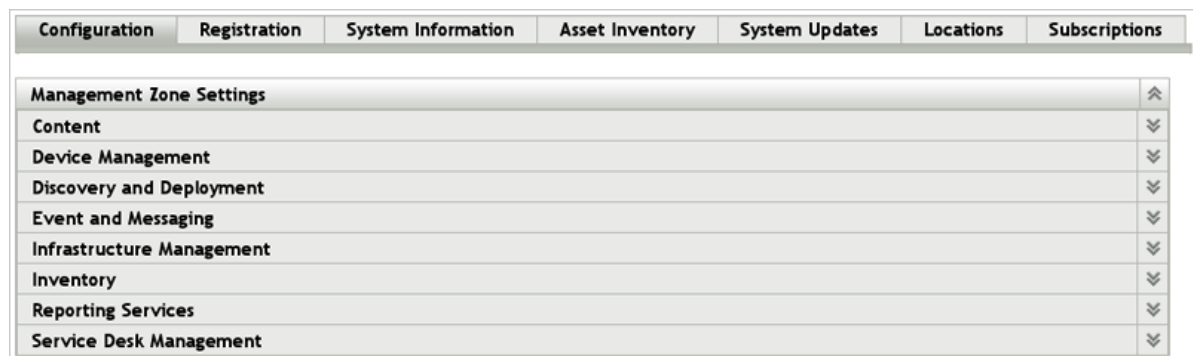 Configuration Registration System Information Asset Inventory System Updates Locations Subscriptions
Management Zone Settings
Content
Device Management
Discovery and Deployment
Event and Messaging
Infrastructure Management
Inventory
Reporting Services
Service Desk Management